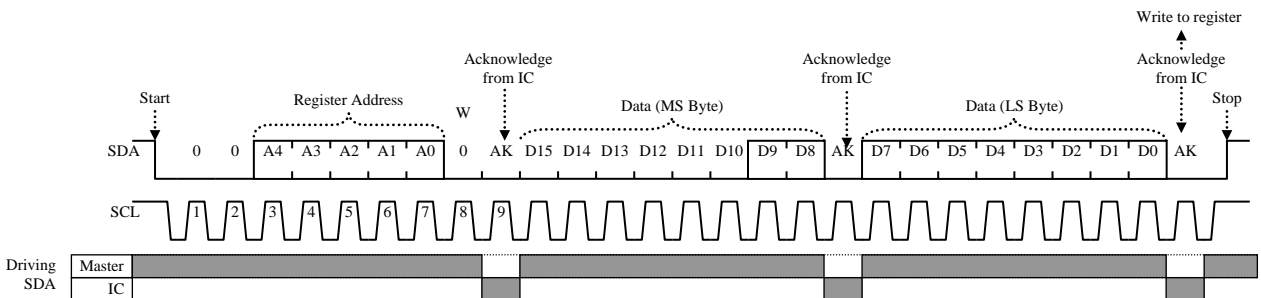 Write to register
Acknowledge from IC
Acknowledge from IC
Acknowledge from IC
Start
Register Address
W
Data (MS Byte)
Data (LS Byte)
Stop
SDA 0 0 A4 A3 A2 A1 A0 0 AK D15 D14 D13 D12 D11 D10 D9 D8 AK D7 D6 D5 D4 D3 D2 D1 D0 AK
SCL 1 2 3 4 5 6 7 8 9
Driving SDA
Master
IC